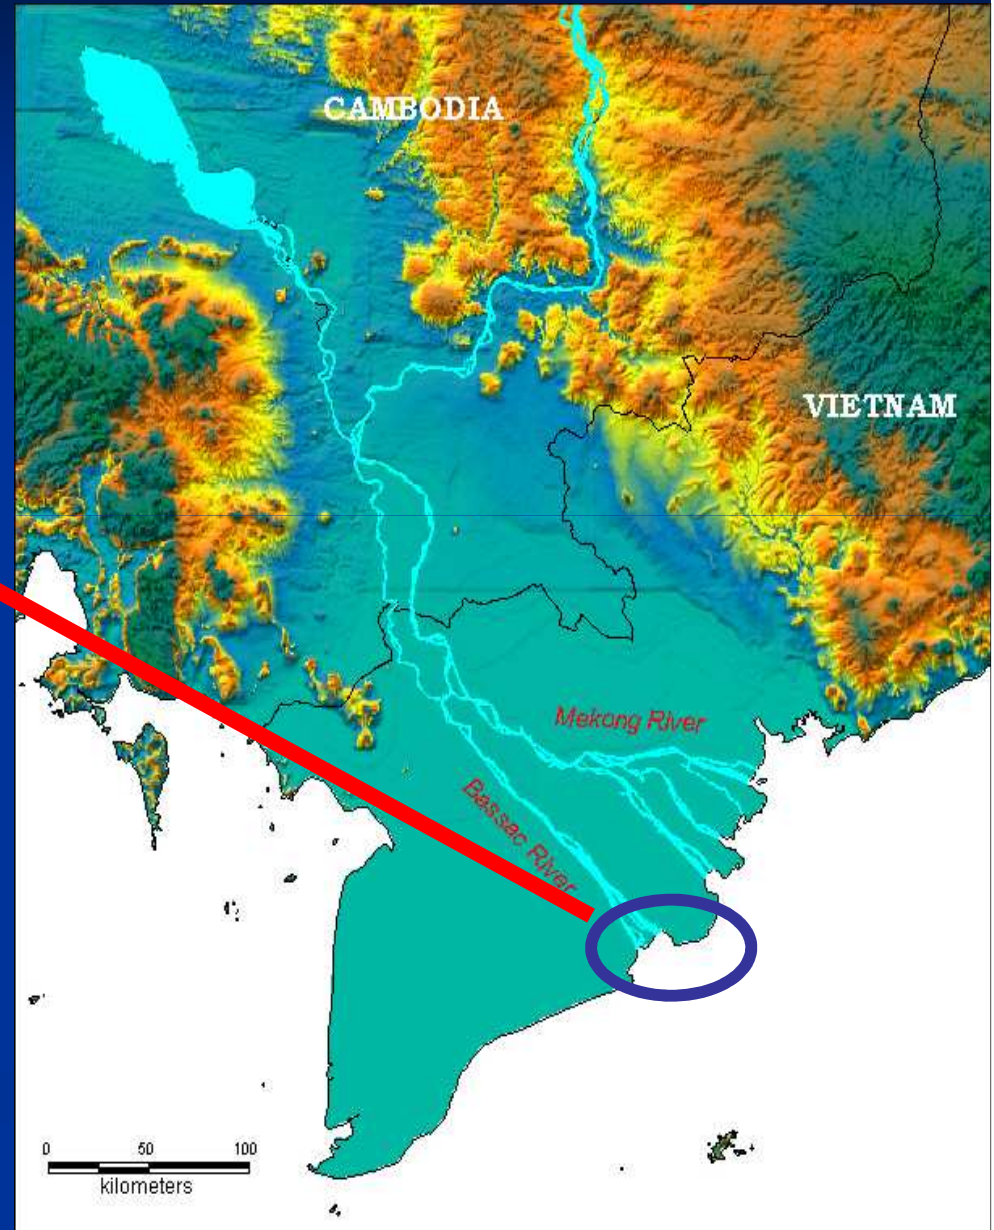 CAMBODIA
VIETNAM
Mekong River
Bassac River
0 50 100
kilometers